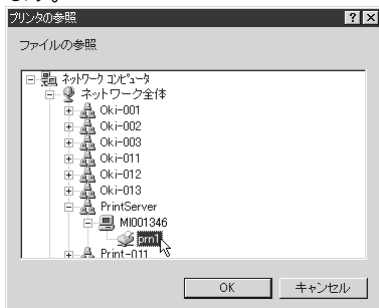 プリンタの参照
ファイルの参照
ネットワーク コンピュータ
ネットワーク全体
Oki-001
Oki-002
Oki-003
Oki-011
Oki-012
Oki-013
PrintServer
MI001346
prn1
Print-011
OK
キャンセル